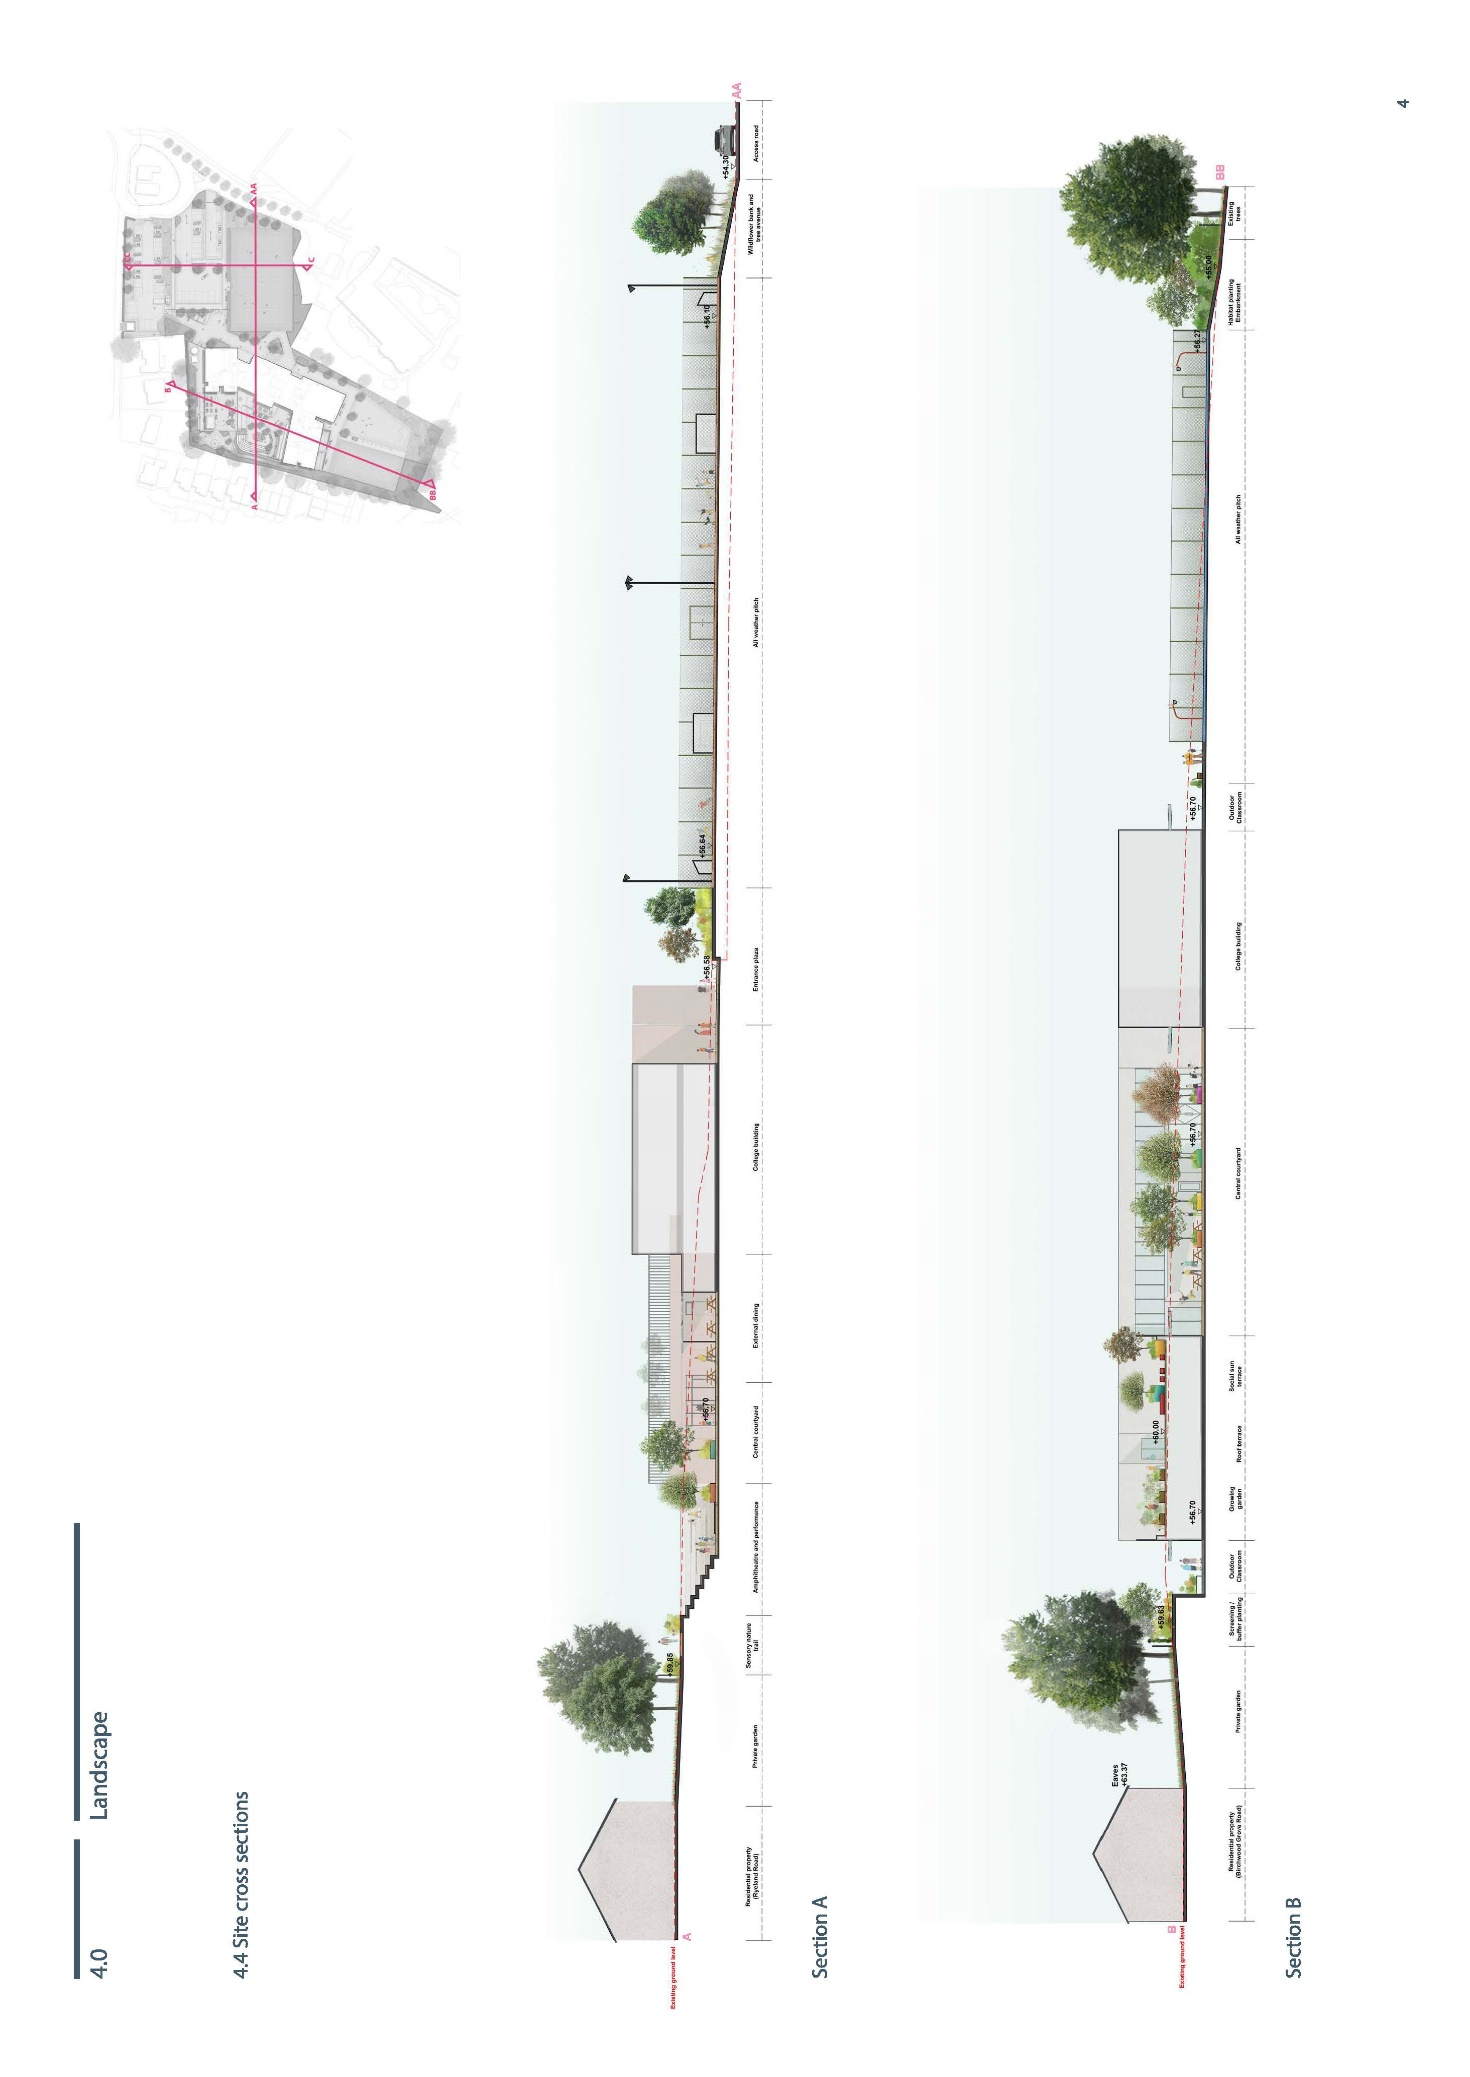 4.0
Landscape
4.4 Site cross sections
A
AA
B
BB
C
CC
Existing ground level
A
AA
+59.85
+56.70
+56.58
+56.64
+56.10
+54.30
Residential property
(Ryeland Road)
Private garden
Sensory nature
trail
Amphitheatre and performance
Central courtyard
External dining
College building
Entrance plaza
All weather pitch
Wildflower bank and
tree avenue
Access road
Section A
Existing ground level
B
BB
Eaves
+63.37
+59.63
+56.70
+60.00
+56.70
+56.70
+56.27
+55.00
Residential property
(Birchwood Grove Road)
Private garden
Screening /
buffer planting
Outdoor
Classroom
Growing
garden
Roof terrace
Social sun
terrace
Central courtyard
College building
Outdoor
Classroom
All weather pitch
Habitat planting
Embankment
Existing
trees
Section B
4